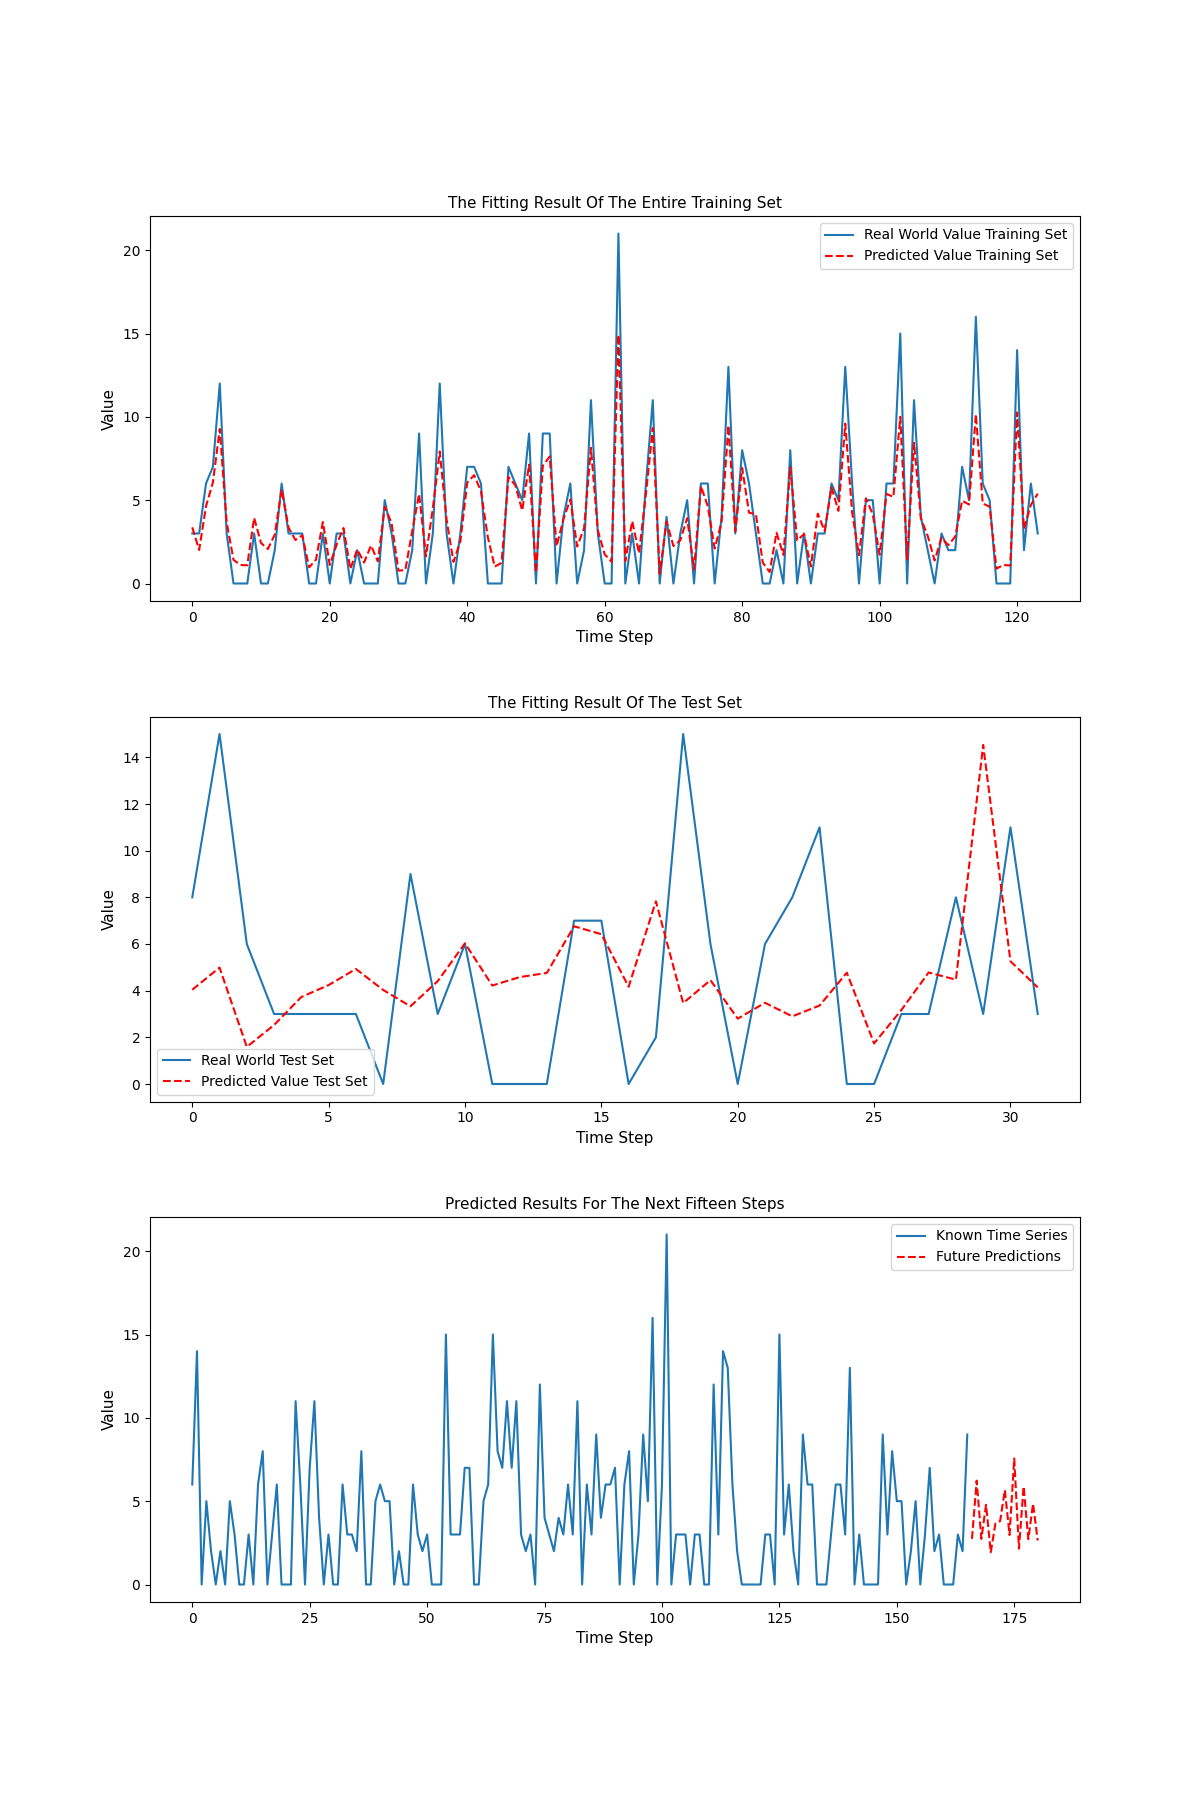 The Fitting Result Of The Entire Training Set
Real World Value Training Set
Predicted Value Training Set
Value
20
15
10
5
0
0 20 40 60 80 100 120
Time Step
The Fitting Result Of The Test Set
Value
14
12
10
8
6
4
2
0
Real World Test Set
Predicted Value Test Set
0 5 10 15 20 25 30
Time Step
Predicted Results For The Next Fifteen Steps
Known Time Series
Future Predictions
Value
20
15
10
5
0
0 25 50 75 100 125 150 175
Time Step